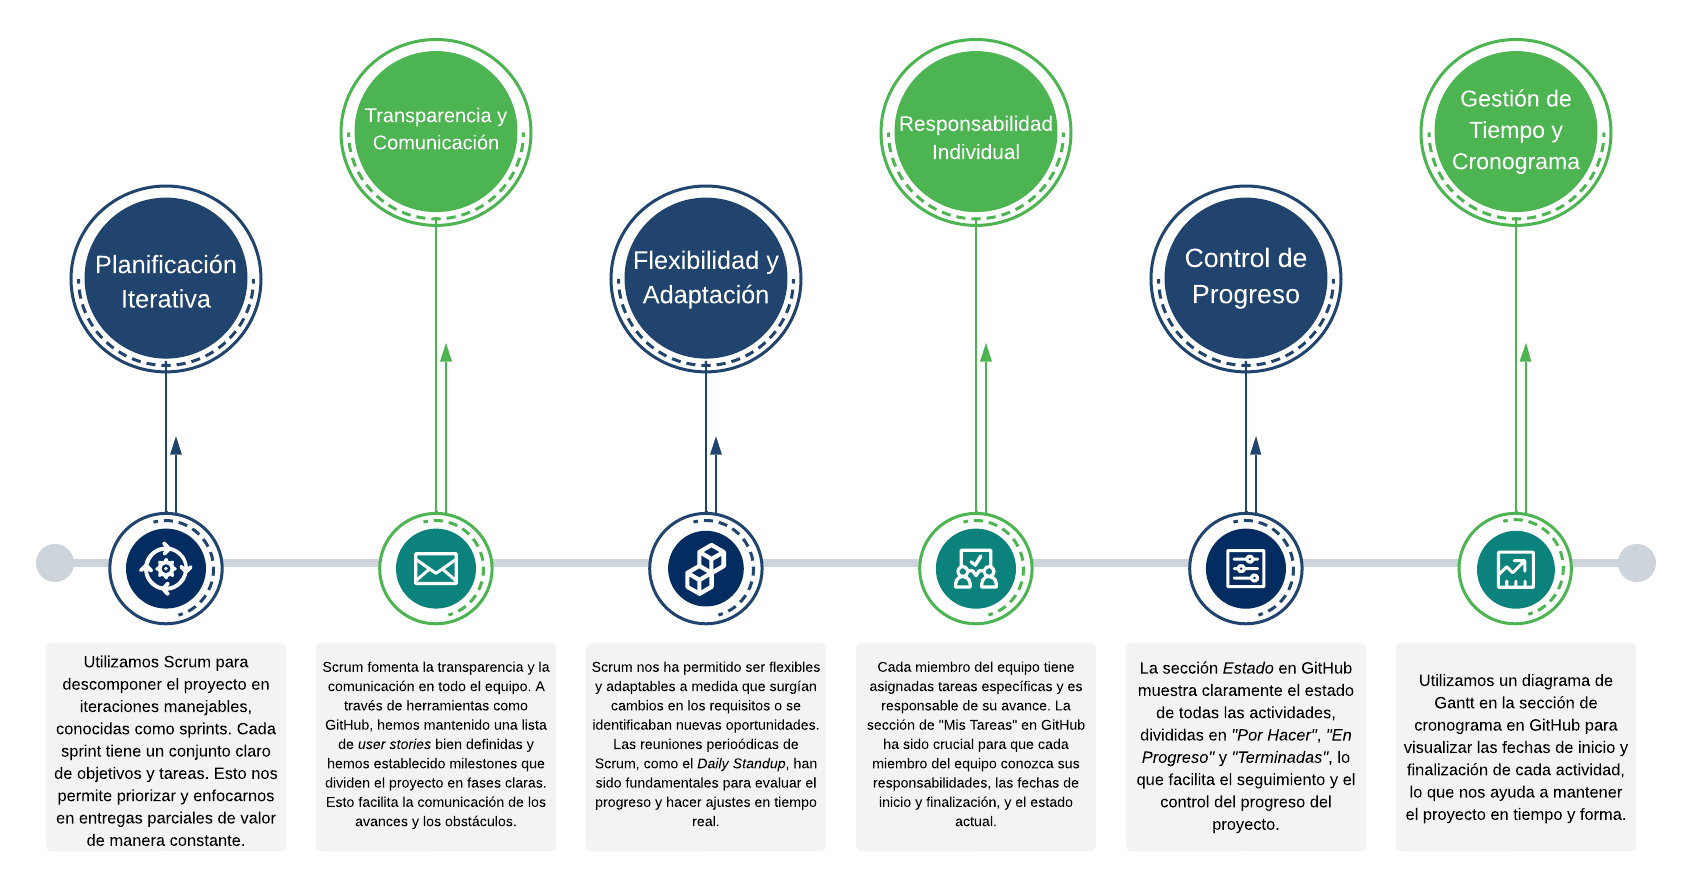 Planificación
Iterativa
Transparencia y
Comunicación
Flexibilidad y
Adaptación
Responsabilidad
Individual
Control de
Progreso
Gestión de
Tiempo y
Cronograma
Utilizamos Scrum para
descomponer el proyecto en
iteraciones manejables,
conocidas como sprints. Cada
sprint tiene un conjunto claro
de objetivos y tareas. Esto nos
permite priorizar y enfocarnos
en entregas parciales de valor
de manera constante.
Scrum fomenta la transparencia y la
comunicación en todo el equipo. A
través de herramientas como
GitHub, hemos mantenido una lista
de user stories bien definidas y
hemos establecido milestones que
dividen el proyecto en fases claras.
Esto facilita la comunicación de los
avances y los obstáculos.
Scrum nos ha permitido ser flexibles
y adaptables a medida que surgían
cambios en los requisitos o se
identificaban nuevas oportunidades.
Las reuniones perioódicas de
Scrum, como el Daily Standup, han
sido fundamentales para evaluar el
progreso y hacer ajustes en tiempo
real.
Cada miembro del equipo tiene
asignadas tareas específicas y es
responsable de su avance. La
sección de "Mis Tareas" en GitHub
ha sido crucial para que cada
miembro del equipo conozca sus
responsabilidades, las fechas de
inicio y finalización, y el estado
actual.
La sección Estado en GitHub
muestra claramente el estado
de todas las actividades,
divididas en "Por Hacer", "En
Progreso" y "Terminadas", lo
que facilita el seguimiento y el
control del progreso del
proyecto.
Utilizamos un diagrama de
Gantt en la sección de
cronograma en GitHub para
visualizar las fechas de inicio y
finalización de cada actividad,
lo que nos ayuda a mantener
el proyecto en tiempo y forma.